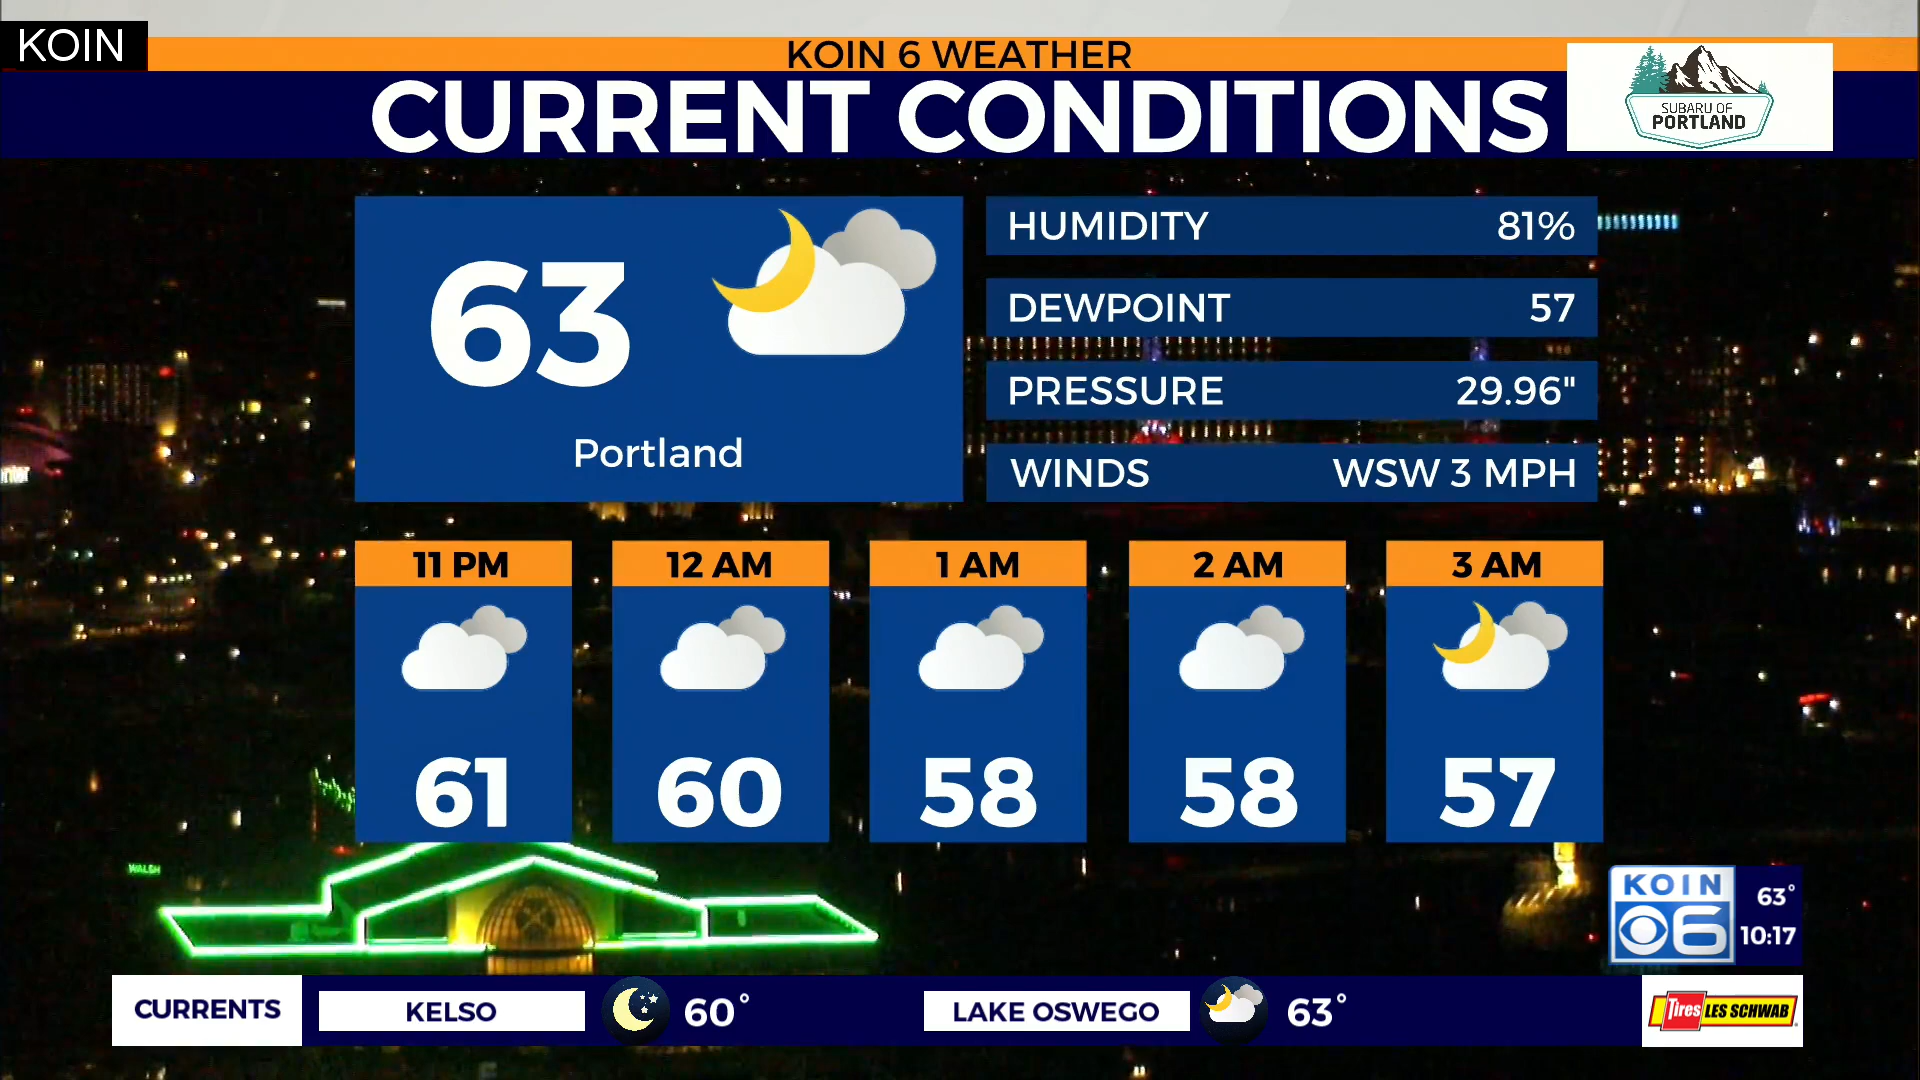 KOIN
KOIN 6 WEATHER
CURRENT CONDITIONS
SUBARU OF
PORTLAND
63
Portland
HUMIDITY 81%
DEWPOINT 57
PRESSURE 29.96"
WINDS WSW 3 MPH
11 PM 12 AM 1 AM 2 AM 3 AM
61 60 58 58 57
WALSH
KOIN
6
63°
10:17
CURRENTS KELSO 60° LAKE OSWEGO 63°
Tires LES SCHWAB